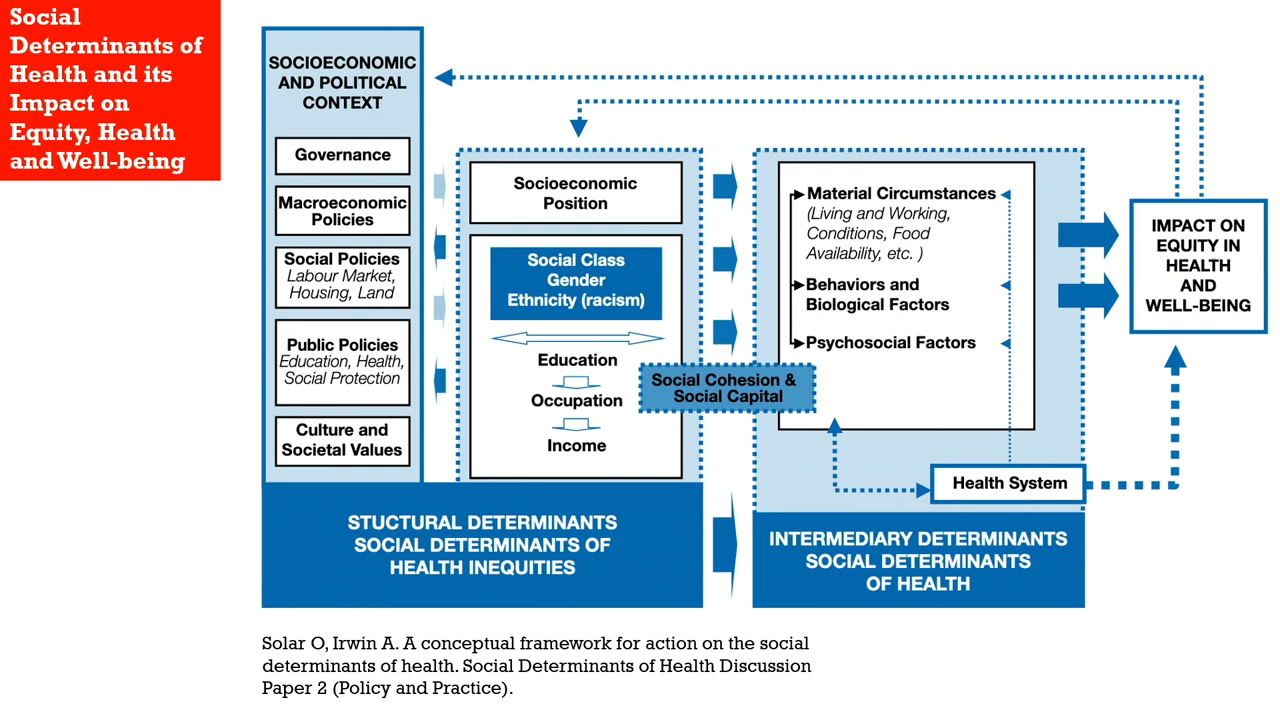 Social
Determinants of
Health and its
Impact on
Equity, Health
and Well-being
SOCIOECONOMIC
AND POLITICAL
CONTEXT
Governance
Macroeconomic
Policies
Social Policies
Labour Market,
Housing, Land
Public Policies
Education, Health,
Social Protection
Culture and
Societal Values
Socioeconomic
Position
Social Class
Gender
Ethnicity (racism)
Education
Occupation
Income
Social Cohesion &
Social Capital
Material Circumstances
(Living and Working,
Conditions, Food
Availability, etc. )
Behaviors and
Biological Factors
Psychosocial Factors
Health System
IMPACT ON
EQUITY IN
HEALTH
AND
WELL-BEING
STUCTURAL DETERMINANTS
SOCIAL DETERMINANTS OF
HEALTH INEQUITIES
INTERMEDIARY DETERMINANTS
SOCIAL DETERMINANTS
OF HEALTH
Solar O, Irwin A. A conceptual framework for action on the social
determinants of health. Social Determinants of Health Discussion
Paper 2 (Policy and Practice).